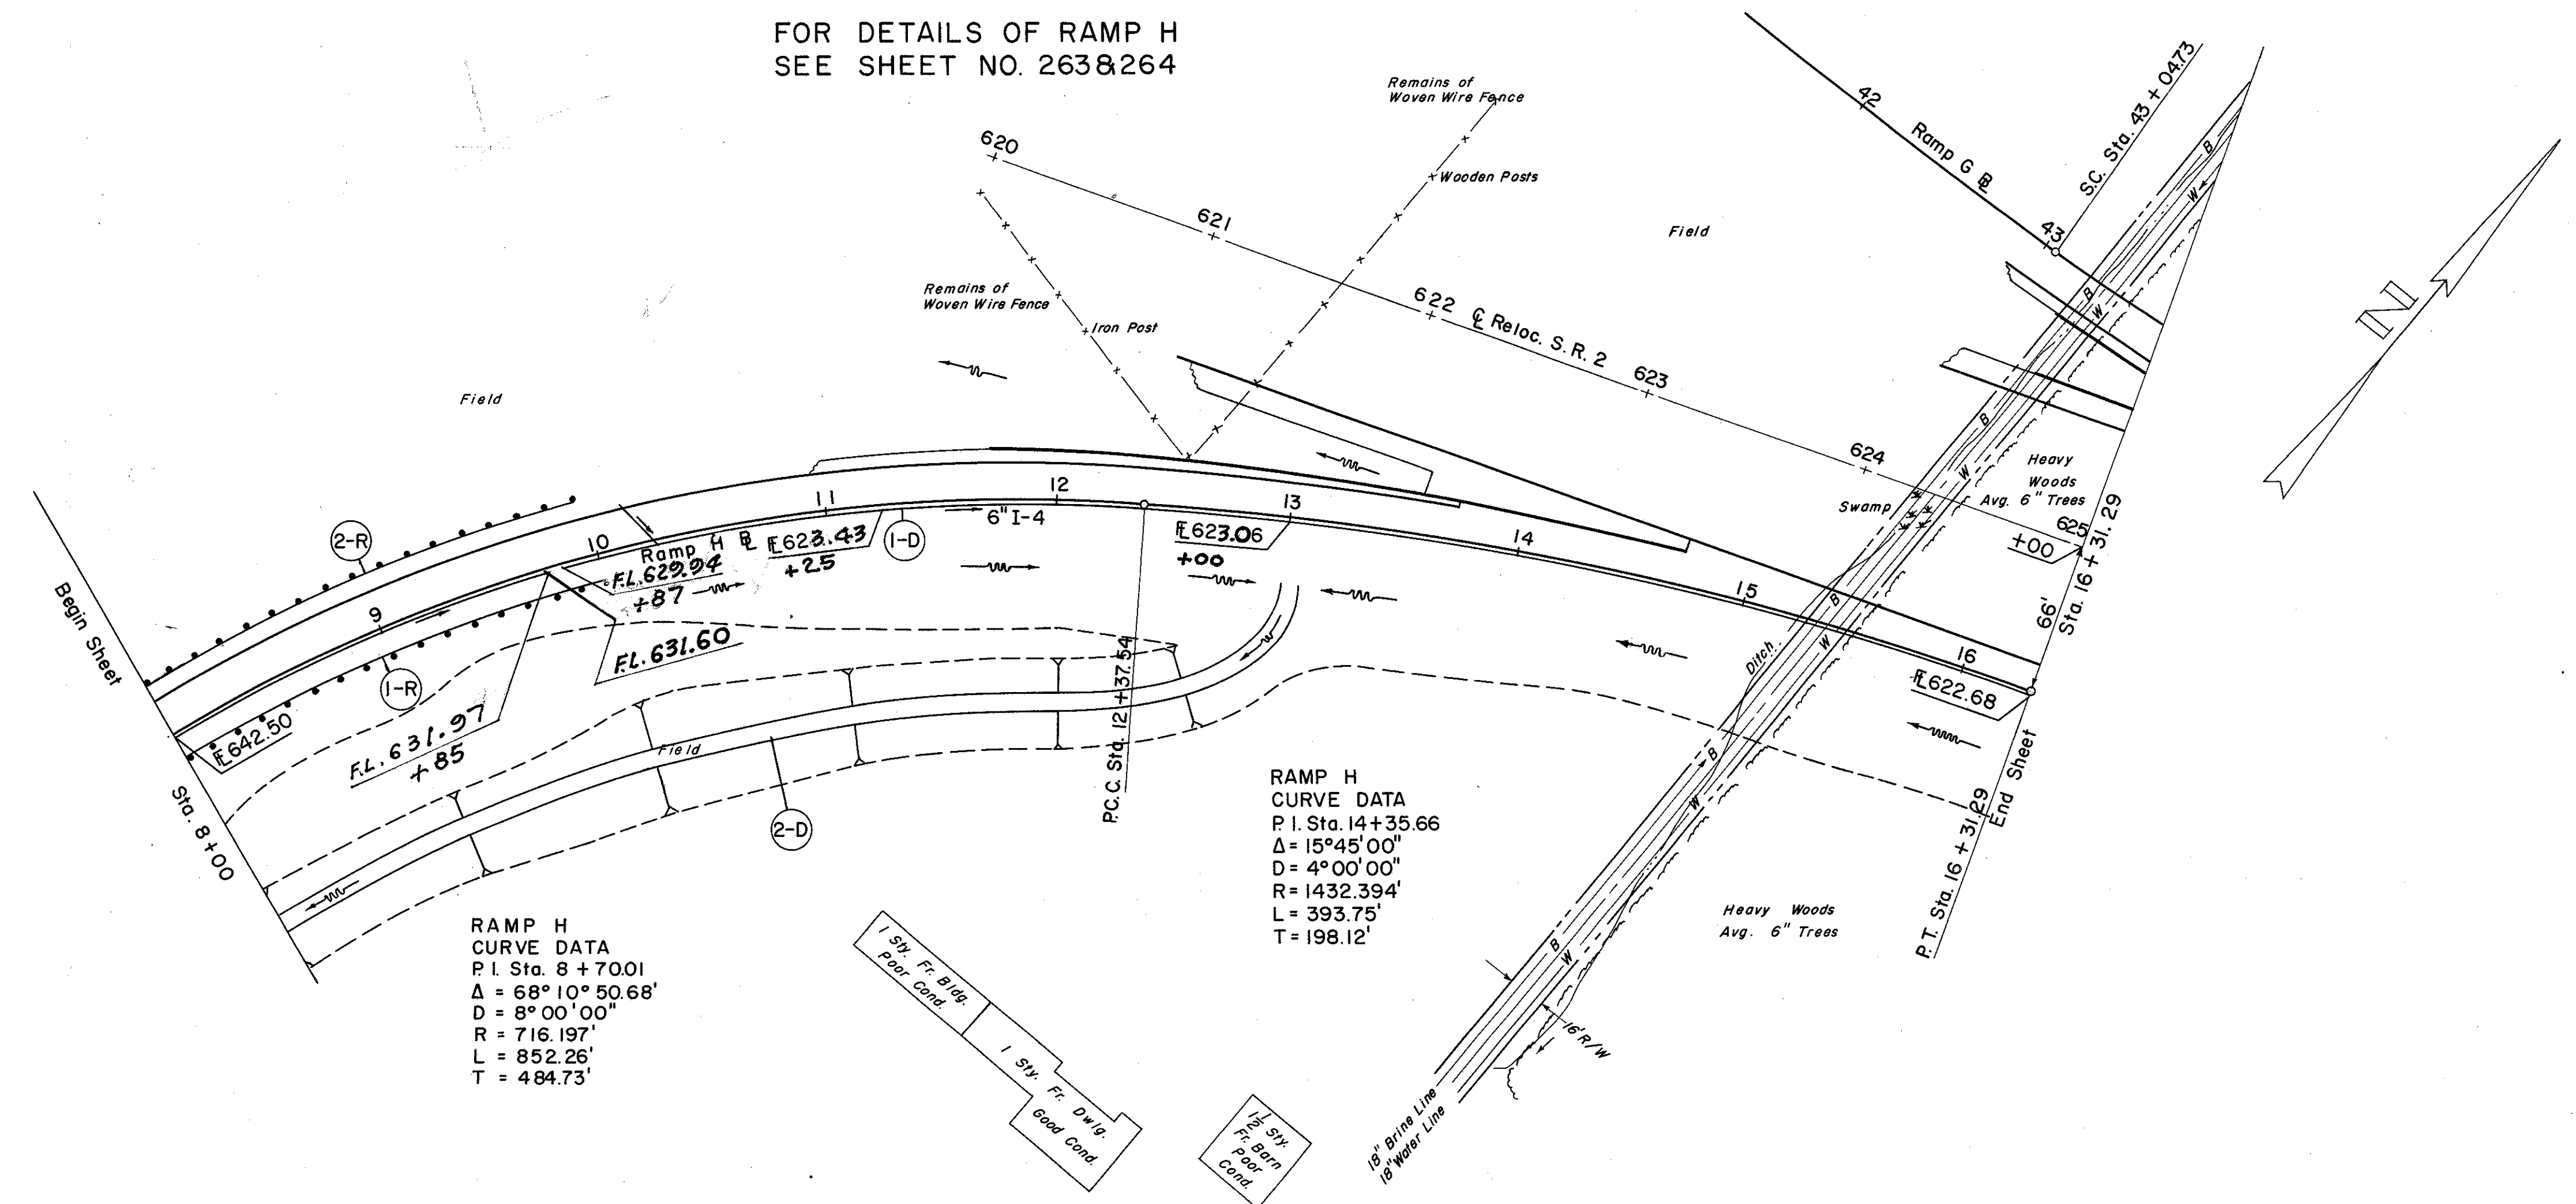 FOR DETAILS OF RAMP H
SEE SHEET NO. 263&264
Remains of
Woven Wire Fence
Wooden Posts
620
621
622
℄ Reloc. S.R. 2
623
624
625
+00
Field
42
Ramp G B̲L̲
43
S.C. Sta. 43 + 04.73
N
Remains of
Woven Wire Fence
Iron Post
Field
Begin Sheet
Sta. 8 +00
2-R
1-R
9
10
11
12
13
14
15
16
Ramp H BL
F.L. 629.94
+87
FL 623.43
+25
1-D
6" I-4
FL 623.06
+00
F.L. 631.60
F.L. 631.97
+85
FL 642.50
Field
2-D
P.C.C. Sta. 12 +37.54
Swamp
Heavy
Woods
Avg. 6" Trees
66'
Sta. 16 + 31.29
FL 622.68
End Sheet
P.T. Sta. 16 + 31.29
Ditch
B
W
B
W
B
W
B
W
B
W
B
W
16' R/W
18" Brine Line
18" Water Line
Heavy Woods
Avg. 6" Trees
RAMP H
CURVE DATA
P.I. Sta. 14+35.66
Δ = 15°45'00"
D = 4°00'00"
R = 1432.394'
L = 393.75'
T = 198.12'
RAMP H
CURVE DATA
P.I. Sta. 8 + 70.01
Δ = 68° 10° 50.68'
D = 8° 00' 00"
R = 716.197'
L = 852.26'
T = 484.73'
1 Sty. Fr. Bldg.
Poor Cond.
1 Sty. Fr. Dwlg.
Good Cond.
1½ Sty.
Fr. Barn
Poor
Cond.